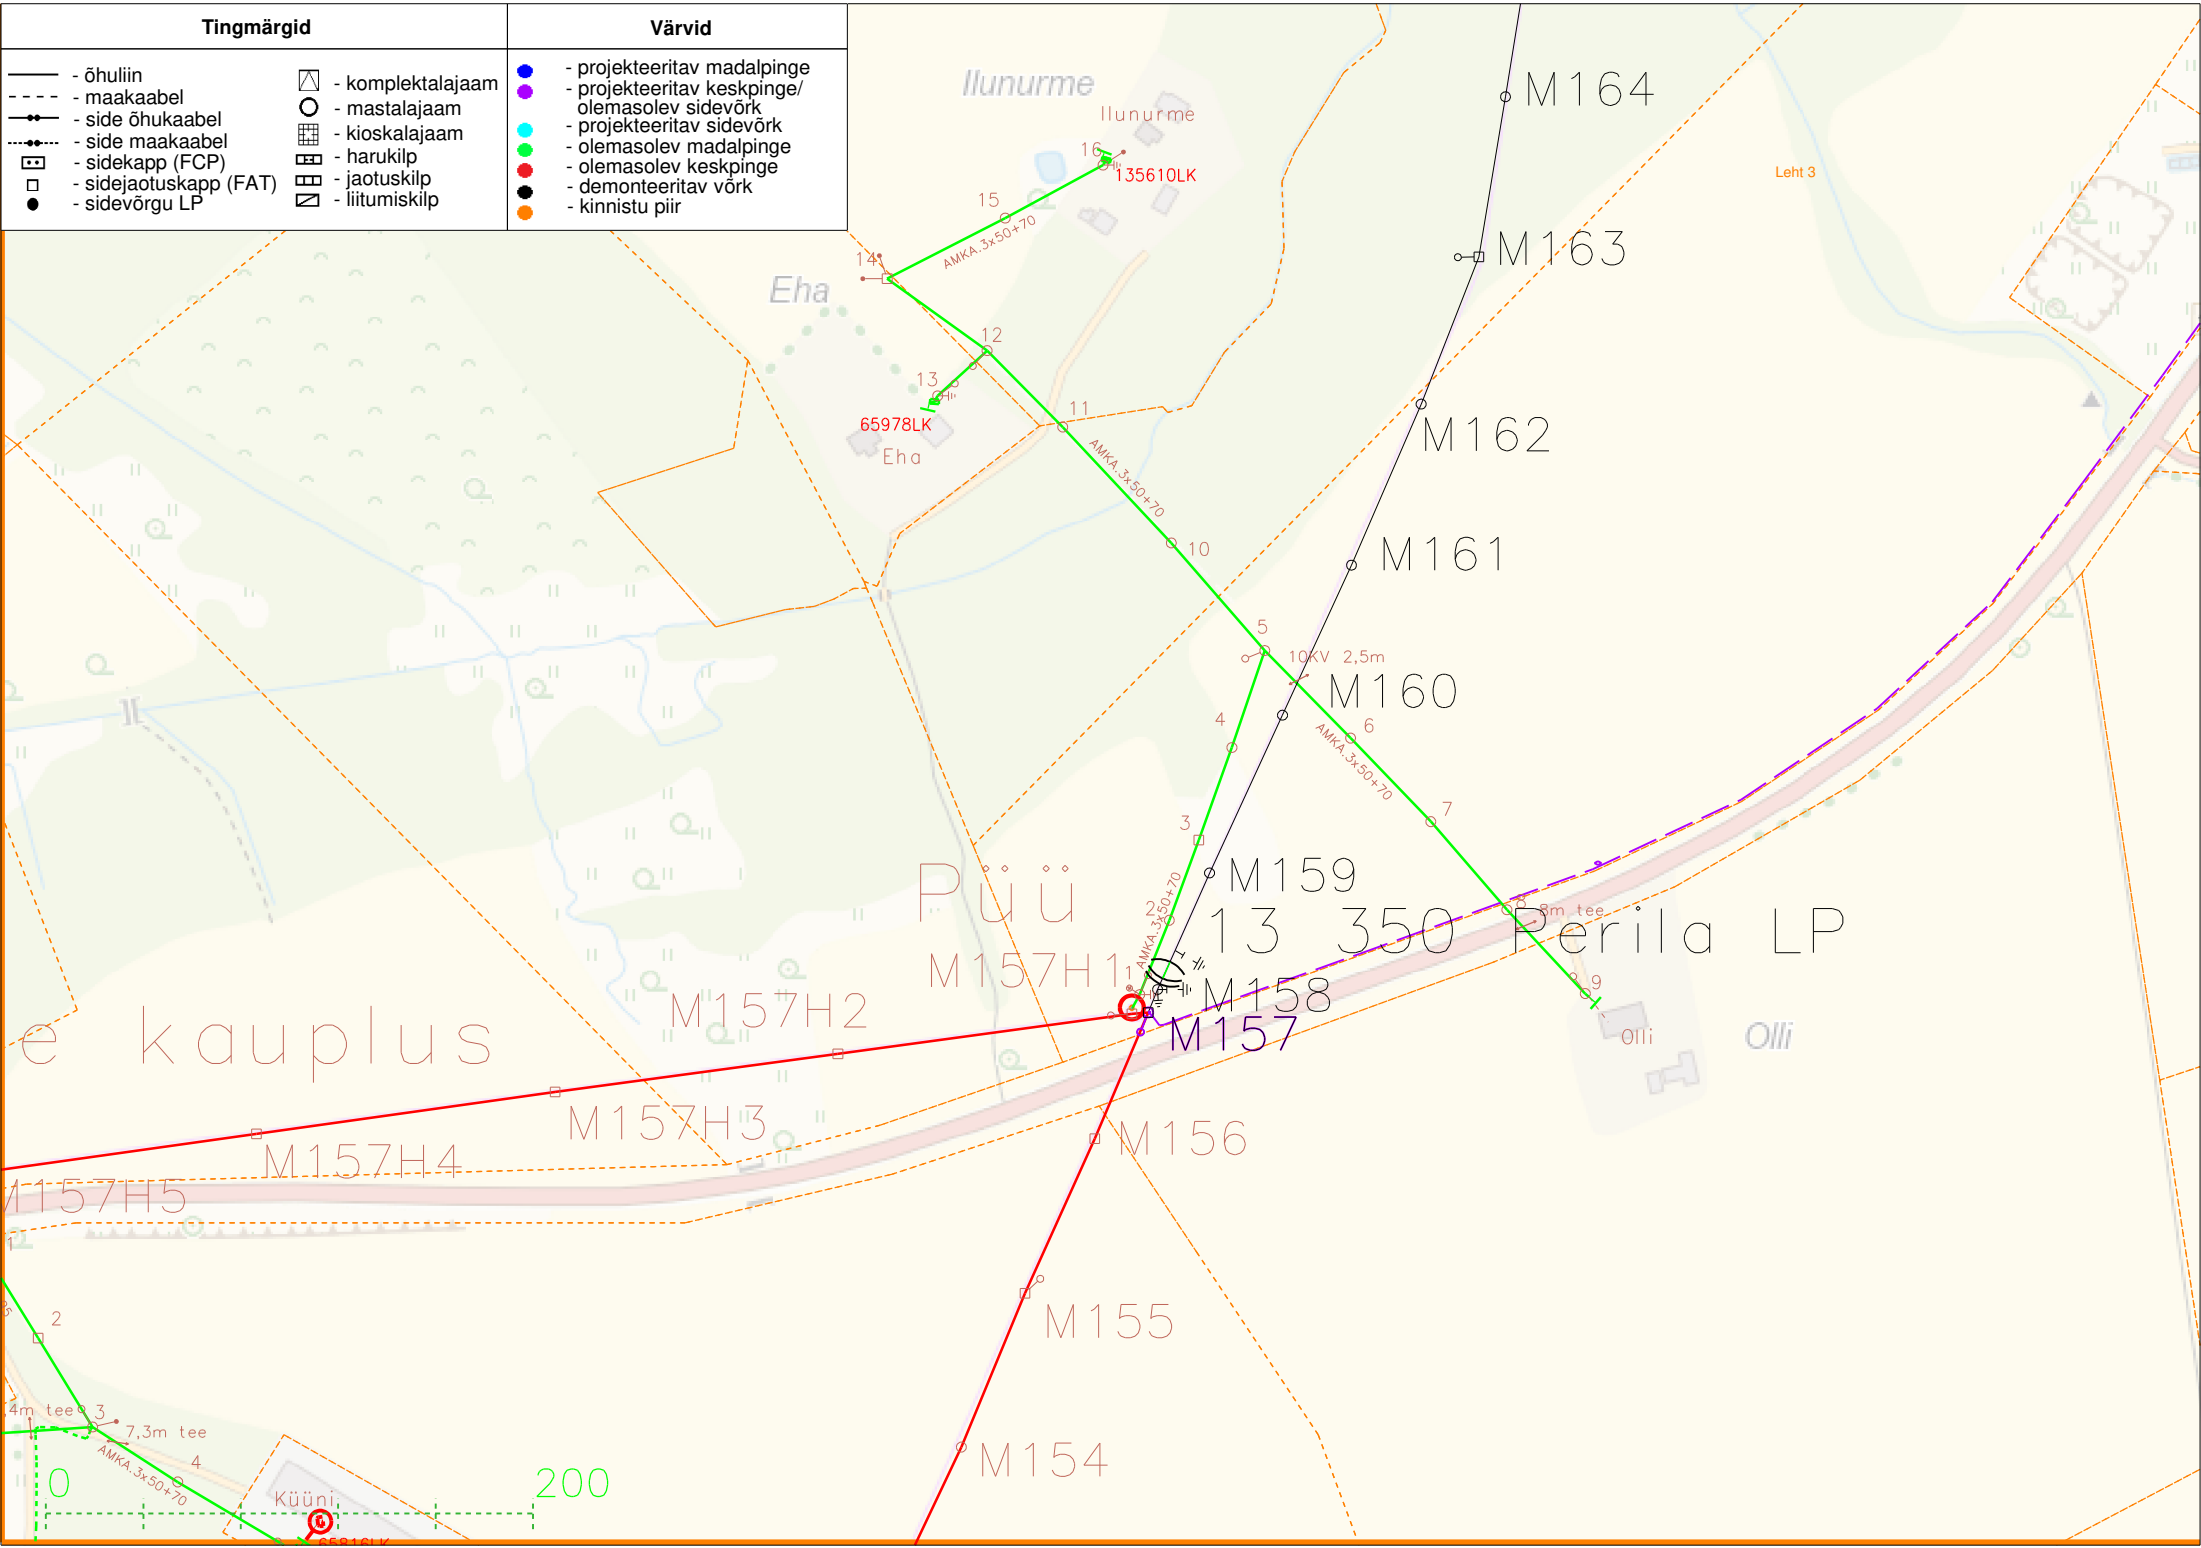 Tingmärgid
- õhuliin
- maakaabel
- side õhukaabel
- side maakaabel
- sidekapp (FCP)
- sidejaotuskapp (FAT)
- sidevõrgu LP
- komplektalajaam
- mastalajaam
- kioskalajaam
- harukilp
- jaotuskilp
- liitumiskilp
Värvid
- projekteeritav madalpinge
- projekteeritav keskpinge/
olemasolev sidevõrk
- projekteeritav sidevõrk
- olemasolev madalpinge
- olemasolev keskpinge
- demonteeritav võrk
- kinnistu piir
Ilunurme
Ilunurme
16
135610LK
15
AMKA.3x50+70
14
Eha
12
13
65978LK
Eha
11
AMKA.3x50+70
10
M164
Leht 3
M163
M162
M161
5
10KV 2,5m
M160
4
6
AMKA.3x50+70
7
3
M159
2
AMKA.3x50+70
8
8m tee
13 350 Perila LP
Püü
M157H1
1
M158
M157
9
Olli
Olli
M157H2
e kauplus
M157H3
M157H4
M157H5
M156
1
M155
2
4m tee
3
7,3m tee
AMKA.3x50+70
4
M154
0
200
Küüni
65816LK